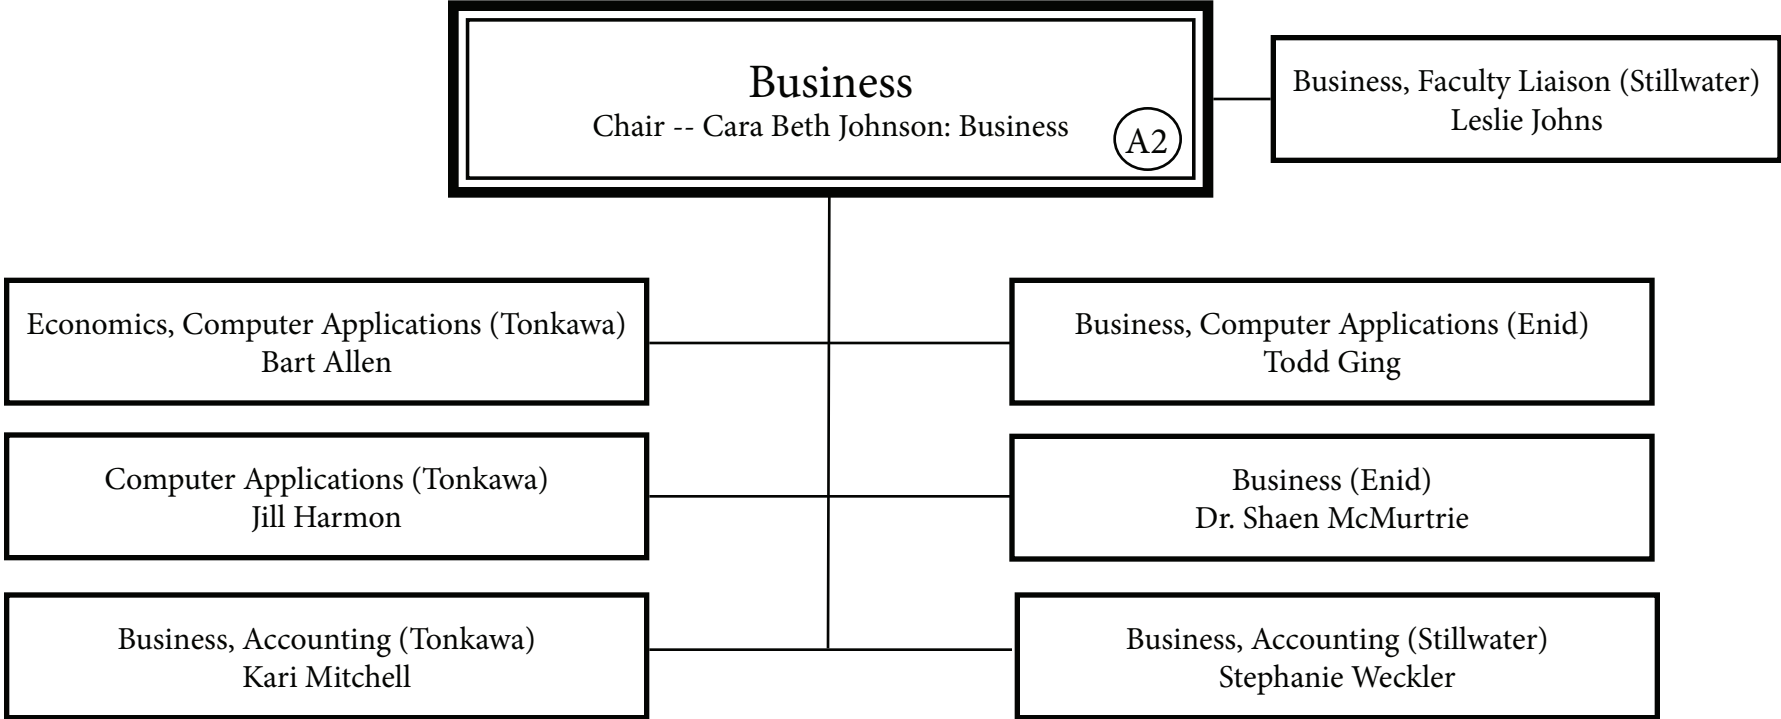 Business
Chair -- Cara Beth Johnson: Business
A2
Business, Faculty Liaison (Stillwater)
Leslie Johns
Economics, Computer Applications (Tonkawa)
Bart Allen
Business, Computer Applications (Enid)
Todd Ging
Computer Applications (Tonkawa)
Jill Harmon
Business (Enid)
Dr. Shaen McMurtrie
Business, Accounting (Tonkawa)
Kari Mitchell
Business, Accounting (Stillwater)
Stephanie Weckler